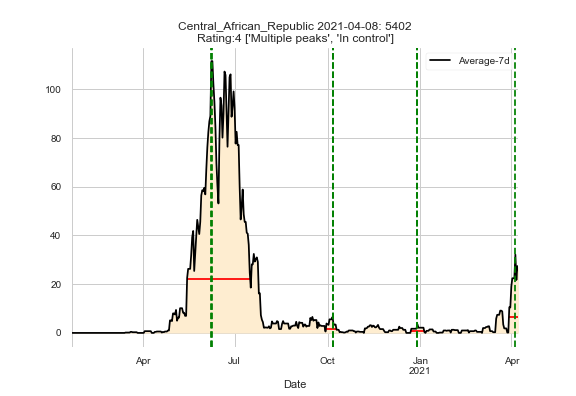 Central_African_Republic 2021-04-08: 5402
Rating:4 ['Multiple peaks', 'In control']
Average-7d
100
80
60
40
20
0
Apr
Jul
Oct
Jan
2021
Apr
Date